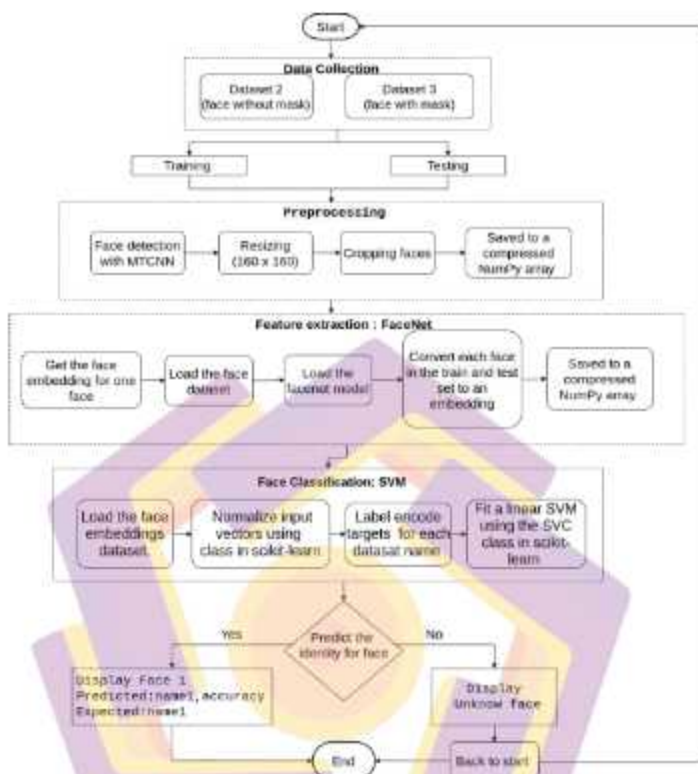 Start
Data Collection
Dataset 2
(face without mask)
Dataset 3
(face with mask)
Training
Testing
Preprocessing
Face detection
with MTCNN
Resizing
(160 x 160)
Cropping faces
Saved to a
compressed
NumPy array
Feature extraction : FaceNet
Get the face
embedding for one
face
Load the face
dataset
Load the
facenet model
Convert each face
in the train and test
set to an
embedding
Saved to a
compressed
NumPy array
Face Classification: SVM
Load the face
embeddings
dataset.
Normalize input
vectors using
class in scikit-learn
Label encode
targets for each
datasat name
Fit a linear SVM
using the SVC
class in scikit-
learn
Predict the
identity for face
Yes
No
Display Face 1
Predicted:name1,accuracy
Expected:name1
Display
Unknow face
End
Back to start